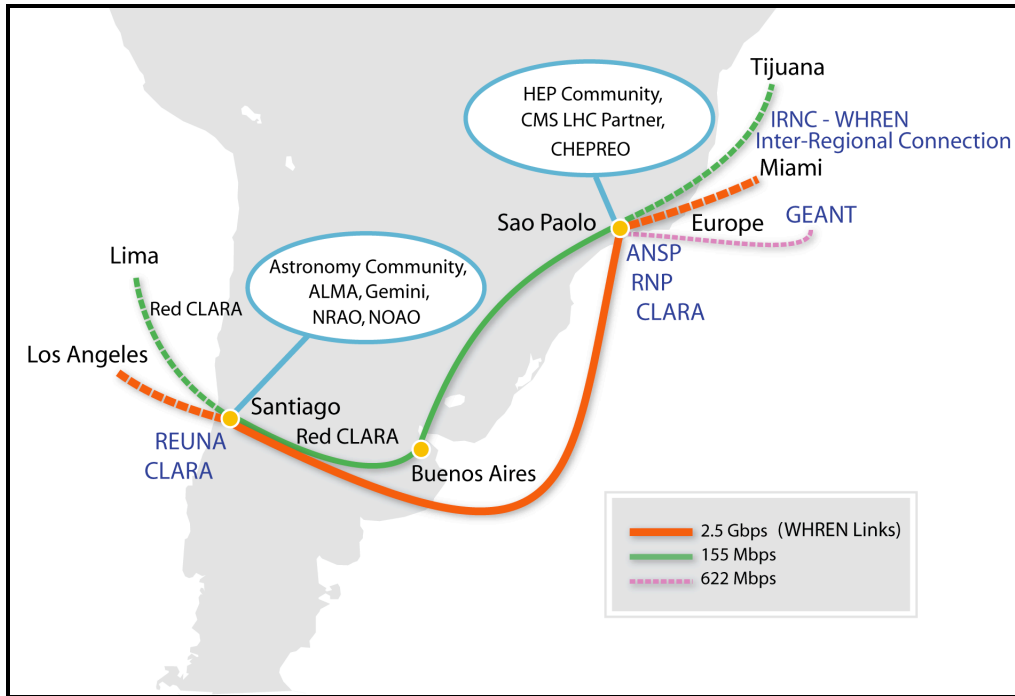 Tijuana
HEP Community,
CMS LHC Partner,
CHEPREO
IRNC - WHREN
Inter-Regional Connection
Miami
Sao Paolo
Europe
GEANT
ANSP
RNP
CLARA
Lima
Astronomy Community,
ALMA, Gemini,
NRAO, NOAO
Red CLARA
Los Angeles
Santiago
Red CLARA
REUNA
CLARA
Buenos Aires
2.5 Gbps (WHREN Links)
155 Mbps
622 Mbps